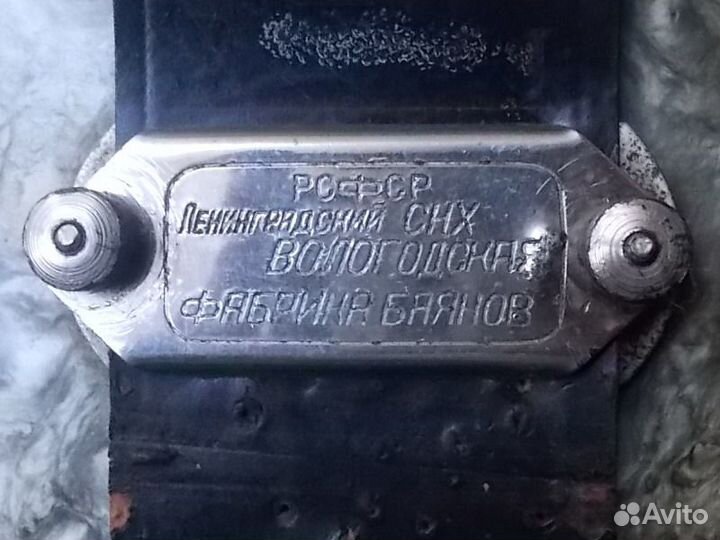 РСФСР
Ленинградский СНХ
ВОЛОГОДСКАЯ
ФАБРИКА БАЯНОВ
Avito